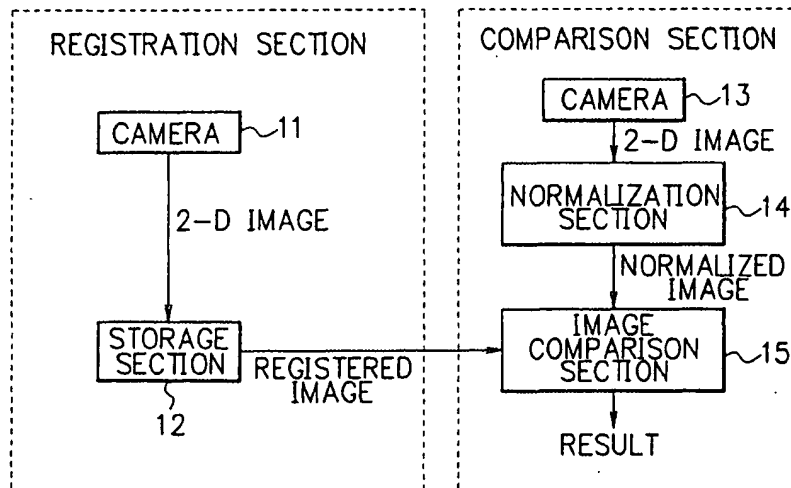 REGISTRATION SECTION
CAMERA
11
2-D IMAGE
STORAGE
SECTION
12
REGISTERED
IMAGE
COMPARISON SECTION
CAMERA
13
2-D IMAGE
NORMALIZATION
SECTION
14
NORMALIZED
IMAGE
IMAGE
COMPARISON
SECTION
15
RESULT